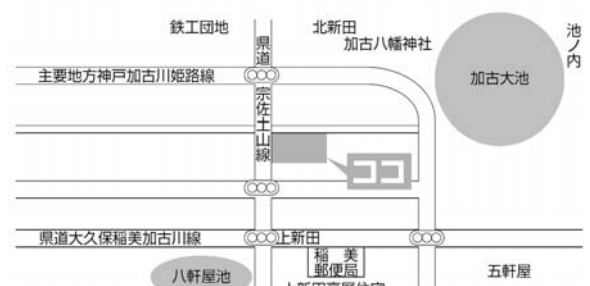 鉄工団地
北新田
加古八幡神社
池ノ内
加古大池
県道宗佐土山線
主要地方神戸加古川姫路線
ココ
県道大久保稲美加古川線
上新田
稲美
郵便局
五軒屋
八軒屋池